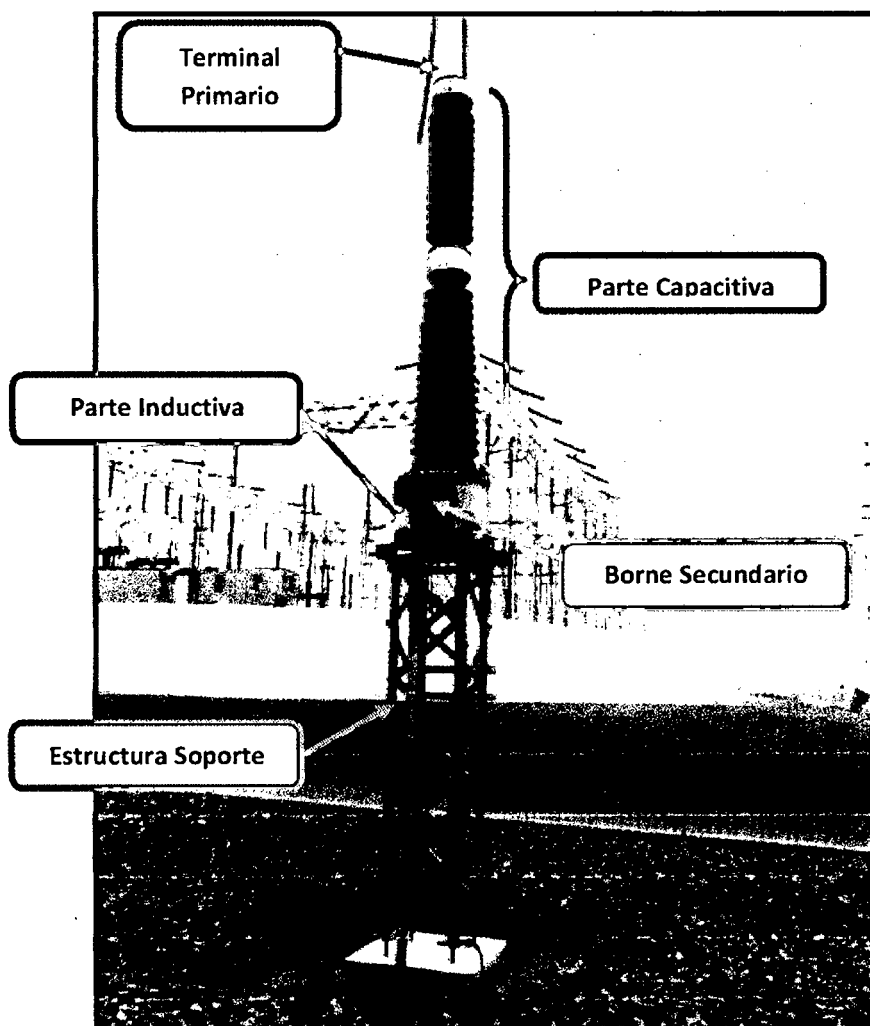 Terminal
Primario
Parte Capacitiva
Parte Inductiva
Borne Secundario
Estructura Soporte